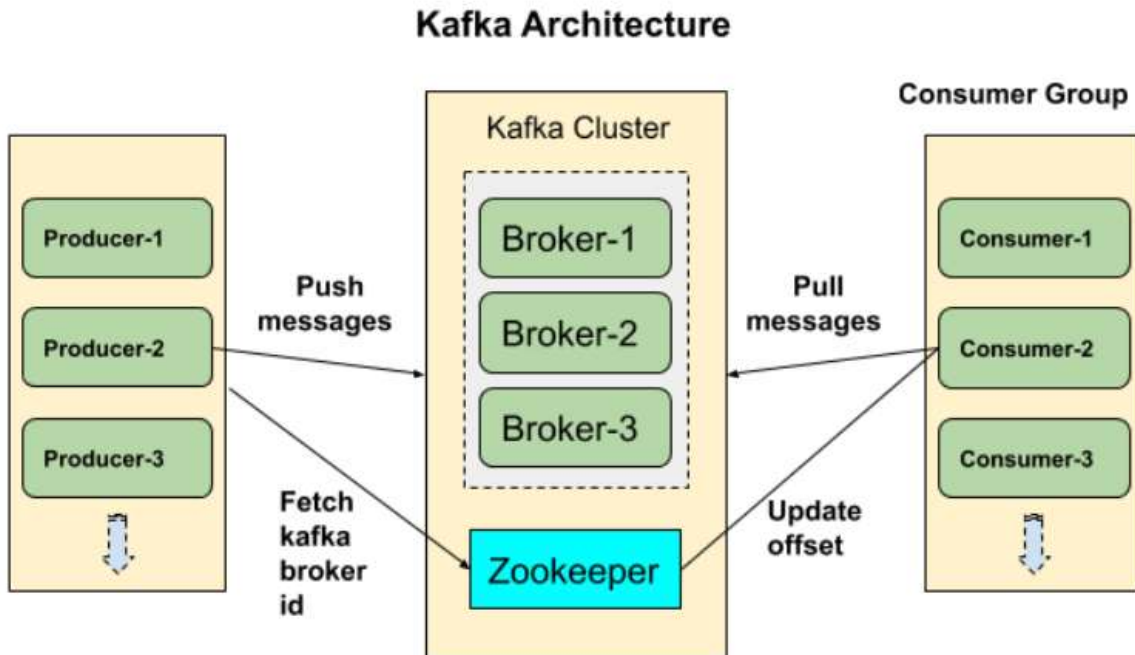 Kafka Architecture
Consumer Group
Kafka Cluster
Producer-1
Producer-2
Producer-3
Push
messages
Fetch
kafka
broker
id
Broker-1
Broker-2
Broker-3
Zookeeper
Pull
messages
Update
offset
Consumer-1
Consumer-2
Consumer-3